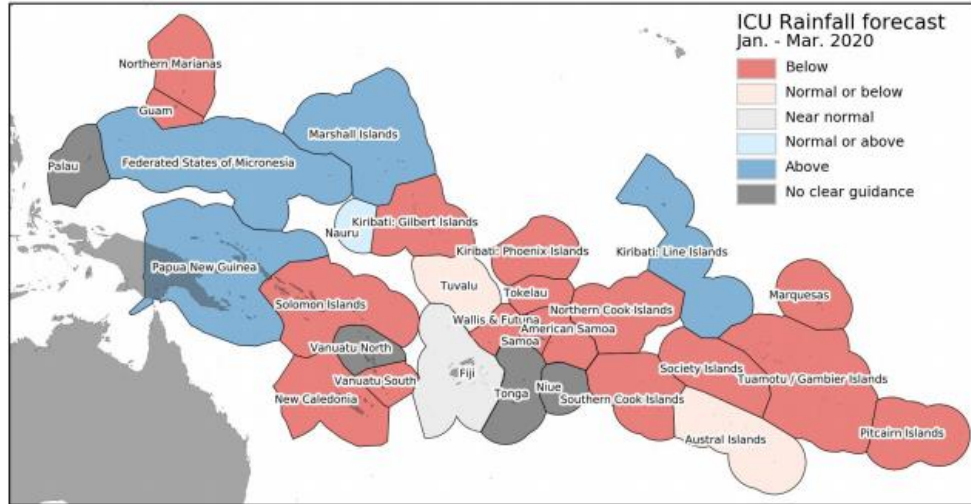 ICU Rainfall forecast
Jan. - Mar. 2020
Below
Normal or below
Near normal
Normal or above
Above
No clear guidance
Northern Marianas
Guam
Marshall Islands
Palau
Federated States of Micronesia
Nauru
Kiribati: Gilbert Islands
Kiribati: Phoenix Islands
Kiribati: Line Islands
Papua New Guinea
Tuvalu
Tokelau
Marquesas
Solomon Islands
Northern Cook Islands
Wallis & Futuna
American Samoa
Samoa
Vanuatu North
Society Islands
Vanuatu South
Fiji
Tuamotu / Gambier Islands
New Caledonia
Tonga
Niue
Southern Cook Islands
Austral Islands
Pitcairn Islands